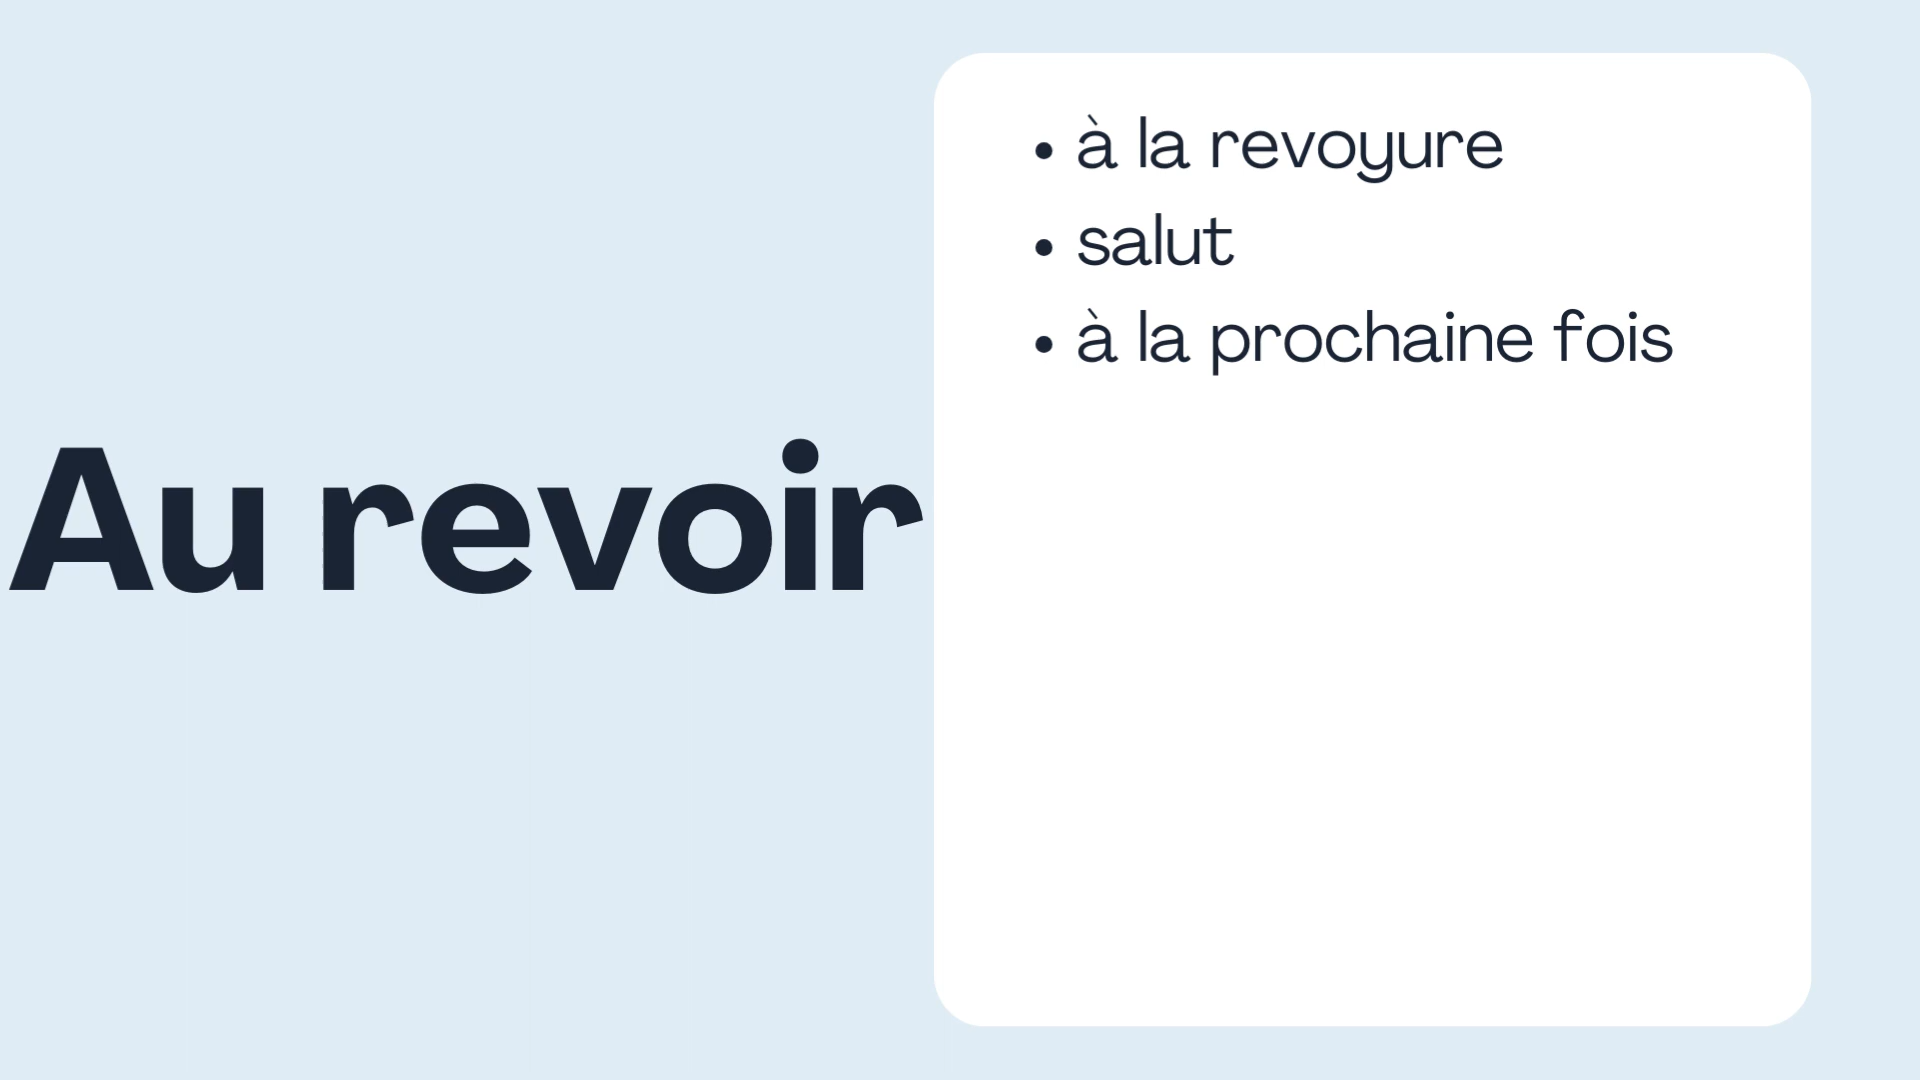 Au revoir
• à la revoyure
• salut
• à la prochaine fois